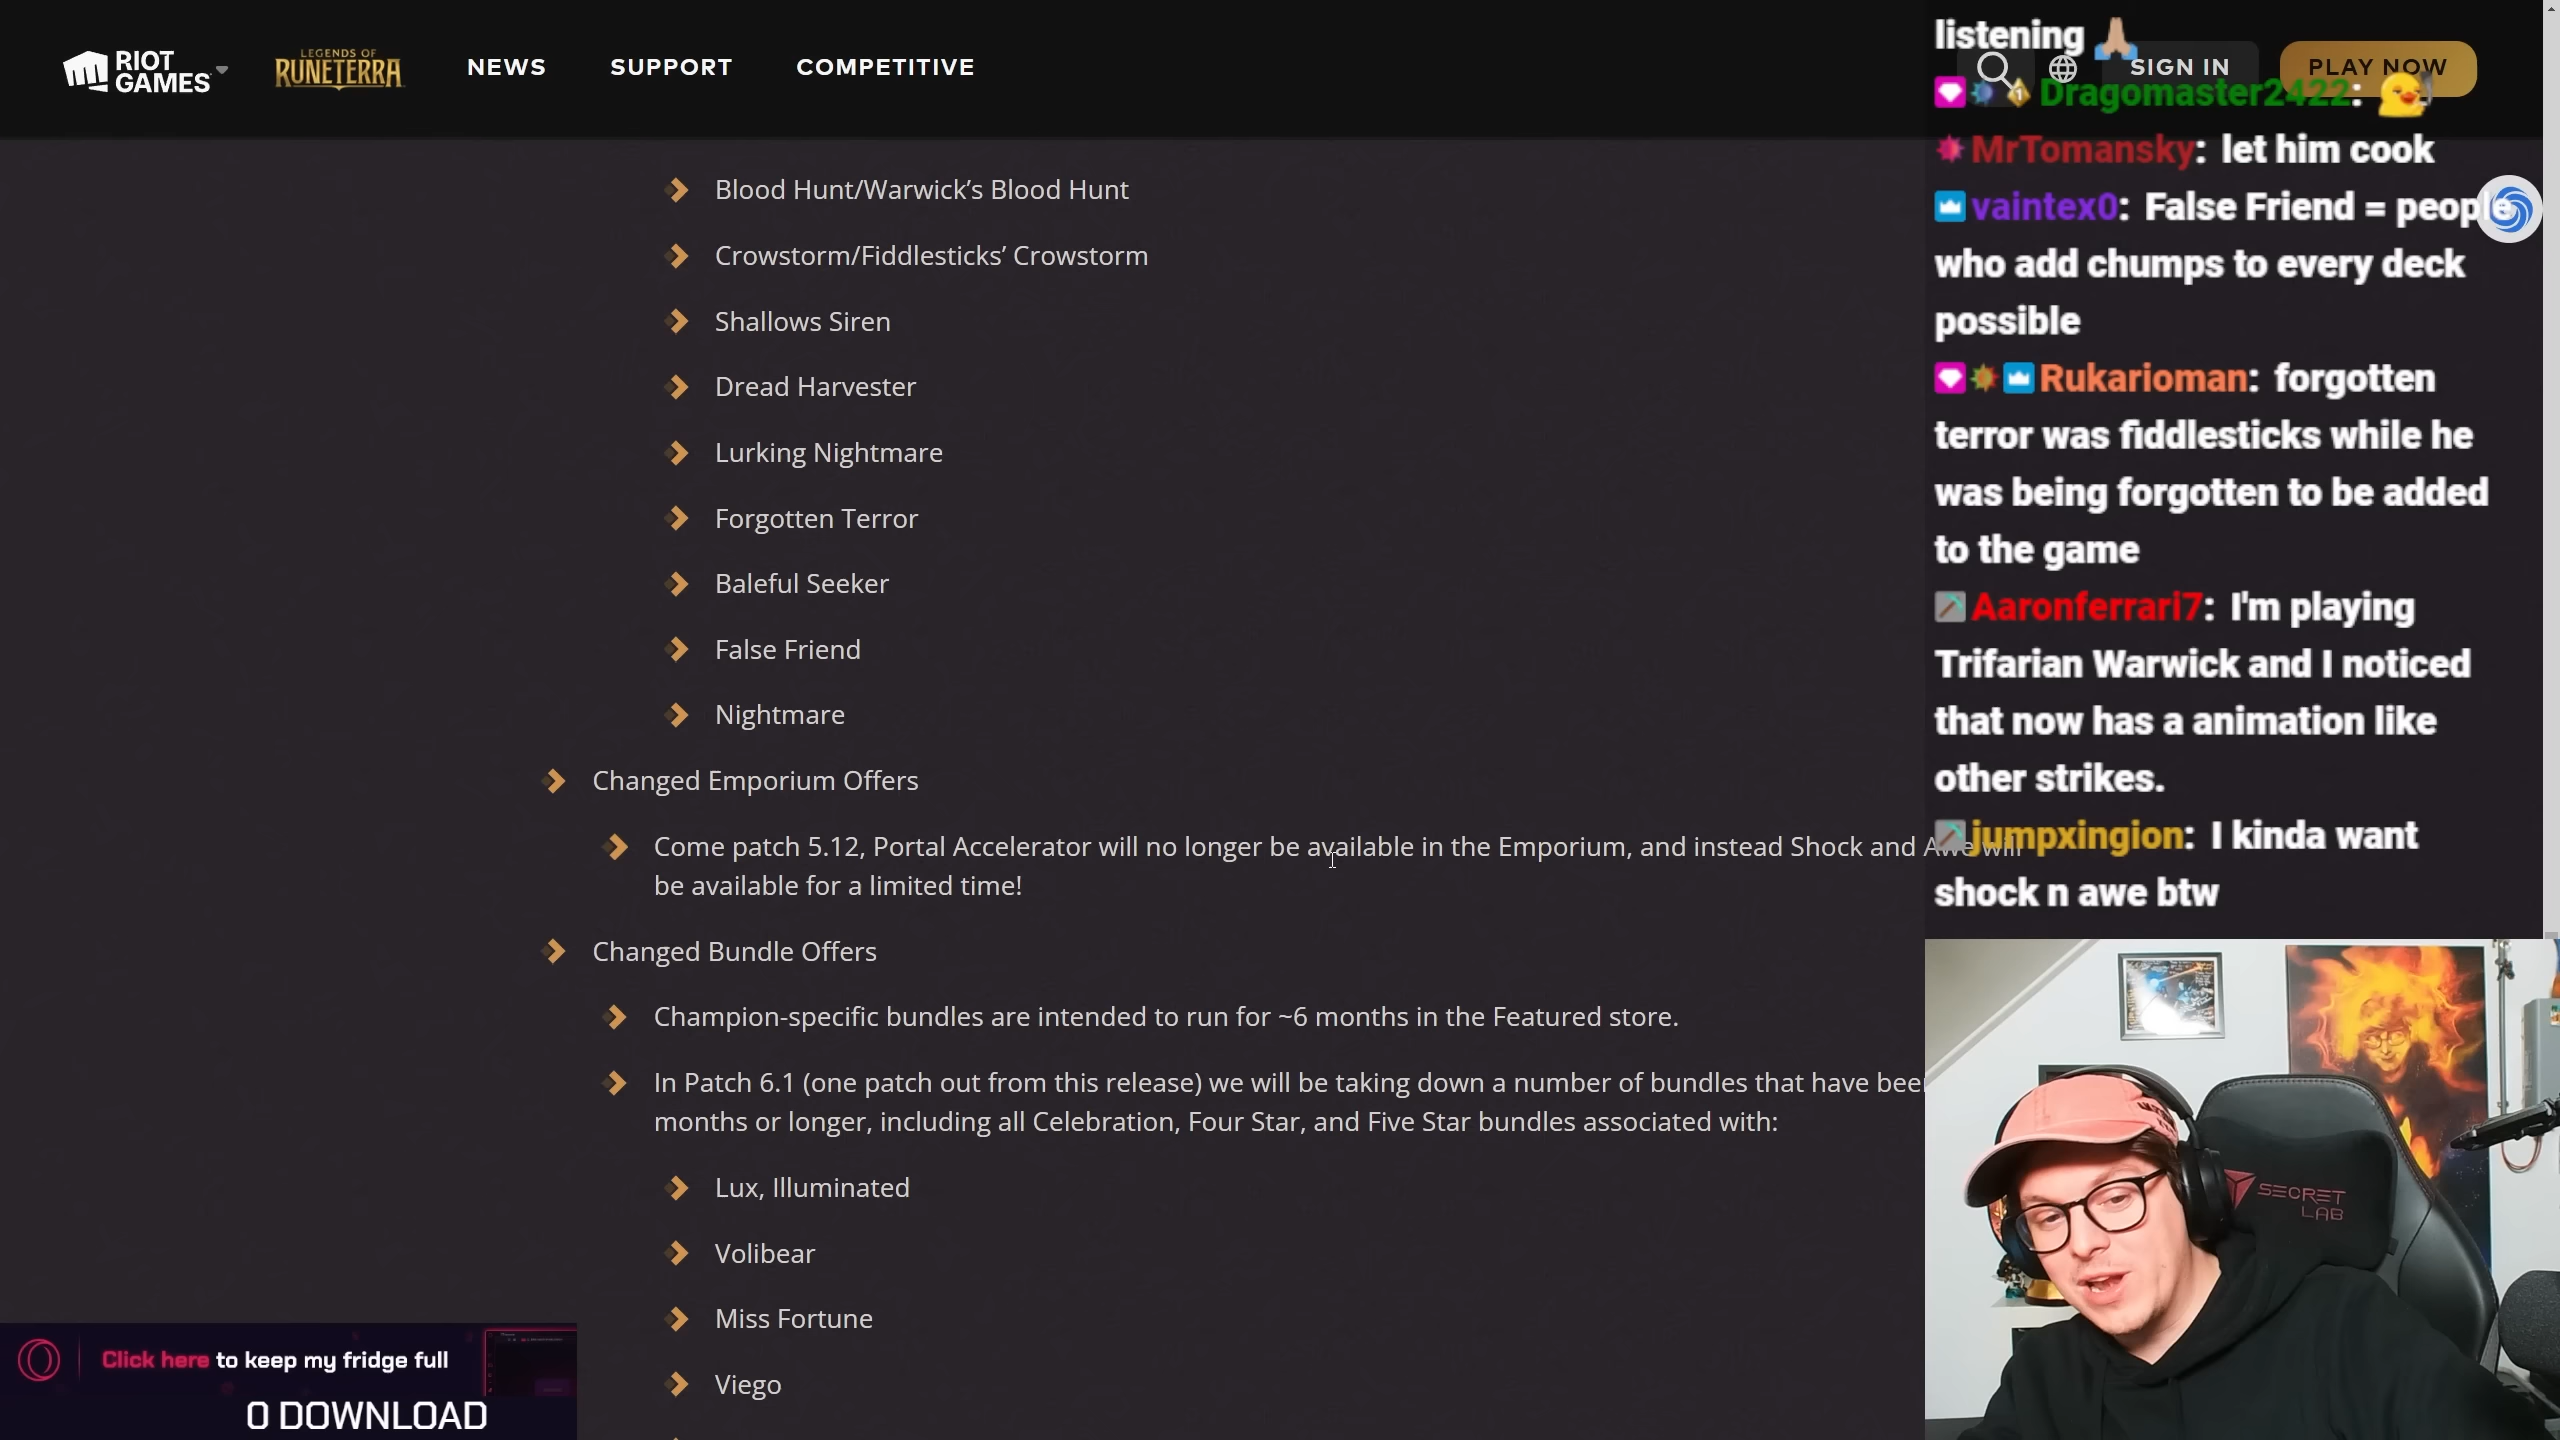 RIOT GAMES
LEGENDS OF RUNETERRA
NEWS
SUPPORT
COMPETITIVE
SIGN IN
PLAY NOW
Blood Hunt/Warwick’s Blood Hunt
Crowstorm/Fiddlesticks’ Crowstorm
Shallows Siren
Dread Harvester
Lurking Nightmare
Forgotten Terror
Baleful Seeker
False Friend
Nightmare
Changed Emporium Offers
Come patch 5.12, Portal Accelerator will no longer be available in the Emporium, and instead Shock and Awe will
be available for a limited time!
Changed Bundle Offers
Champion-specific bundles are intended to run for ~6 months in the Featured store.
In Patch 6.1 (one patch out from this release) we will be taking down a number of bundles that have been
months or longer, including all Celebration, Four Star, and Five Star bundles associated with:
Lux, Illuminated
Volibear
Miss Fortune
Viego
listening
Dragomaster2422:
MrTomansky: let him cook
vaintex0: False Friend = people
who add chumps to every deck
possible
Rukarioman: forgotten
terror was fiddlesticks while he
was being forgotten to be added
to the game
Aaronferrari7: I'm playing
Trifarian Warwick and I noticed
that now has a animation like
other strikes.
jumpxingion: I kinda want
shock n awe btw
SECRET
LAB
Click here to keep my fridge full
0 DOWNLOAD